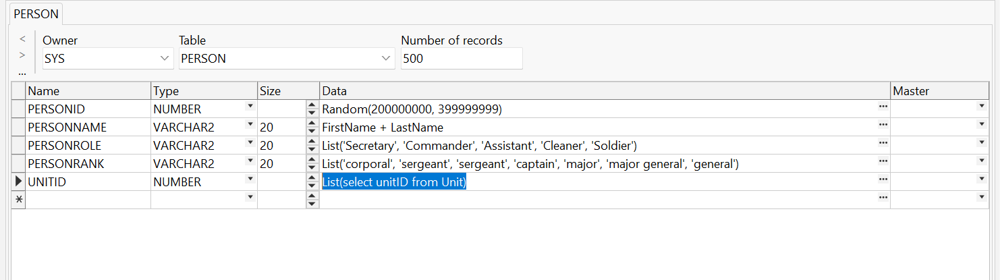 PERSON
< Owner Table Number of records
> SYS PERSON 500
...
Name Type Size Data Master
PERSONID NUMBER Random(200000000, 399999999) ...
PERSONNAME VARCHAR2 20 FirstName + LastName ...
PERSONROLE VARCHAR2 20 List('Secretary', 'Commander', 'Assistant', 'Cleaner', 'Soldier') ...
PERSONRANK VARCHAR2 20 List('corporal', 'sergeant', 'sergeant', 'captain', 'major', 'major general', 'general') ...
UNITID NUMBER List(select unitID from Unit) ...
* ...